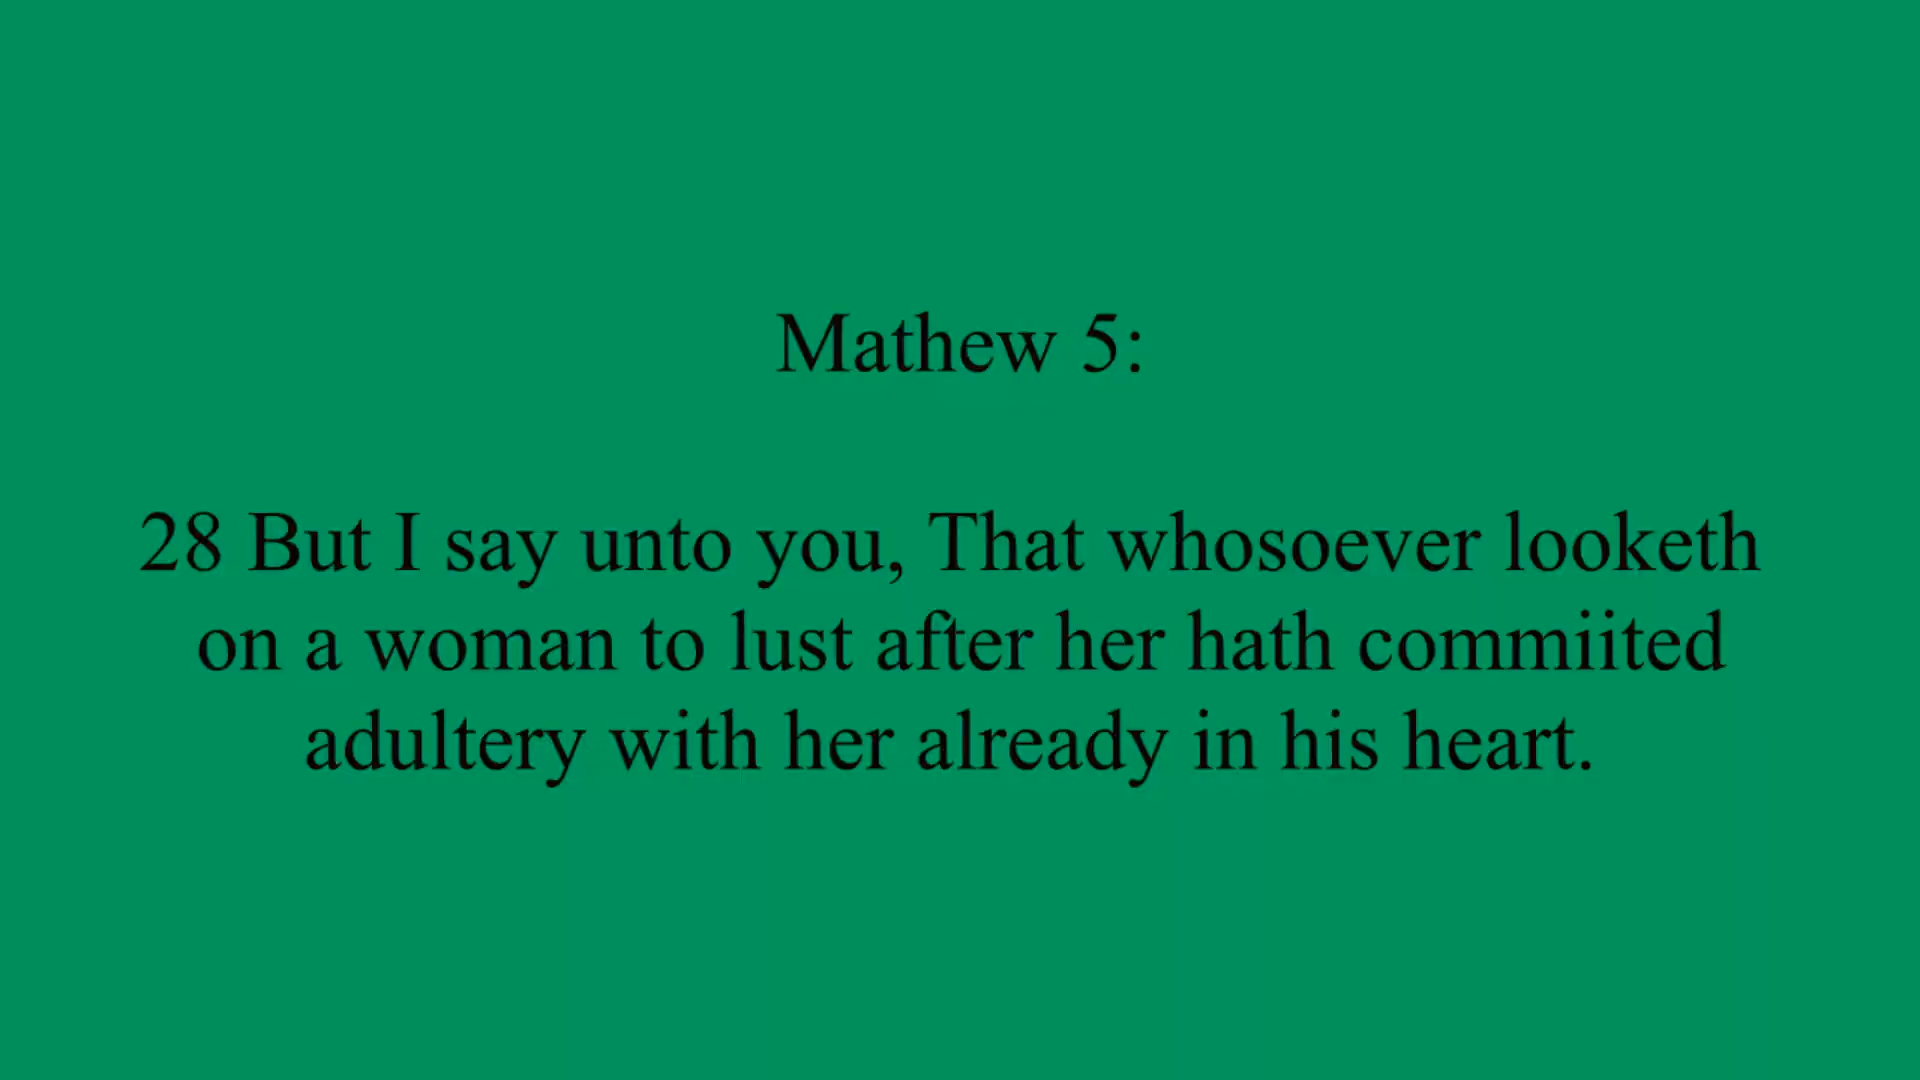 Mathew 5:
28 But I say unto you, That whosoever looketh
on a woman to lust after her hath commiited
adultery with her already in his heart.